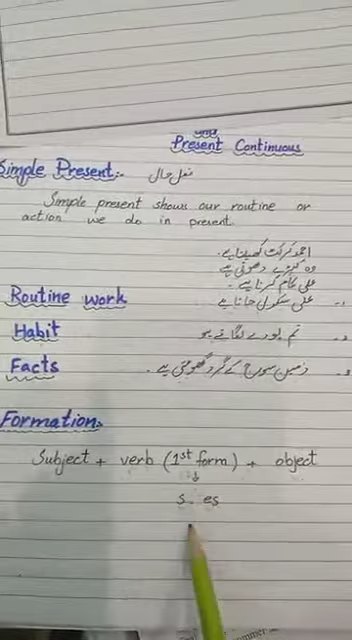 Present Continuous
Simple Present:- فعل حال
Simple present shows our routine or
action we do in present.
احمد کرکٹ کھیلتا ہے۔
وہ کپڑے دھوتی ہے
علی کام کرتا ہے۔
Routine work علی سکول جاتا ہے
Habit تم پودے لگاتے ہو
Facts زمین سورج کے گرد گھومتی ہے۔
Formation:
Subject + verb (1st form) + object
↓
s. es